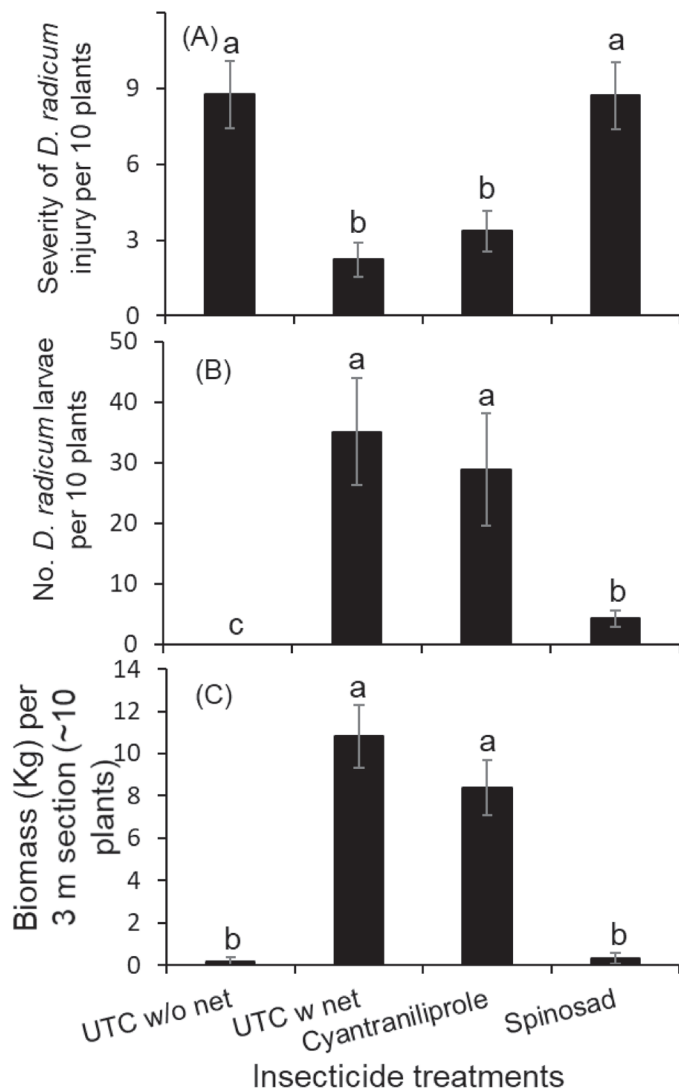 (A)
Severity of D. radicum
injury per 10 plants
9
6
3
0
a
b
b
a
(B)
No. D. radicum larvae
per 10 plants
50
40
30
20
10
0
c
a
a
b
(C)
Biomass (Kg) per
3 m section (~10
plants)
14
12
10
8
6
4
2
0
b
a
a
b
UTC w/o net
UTC w net
Cyantraniliprole
Spinosad
Insecticide treatments